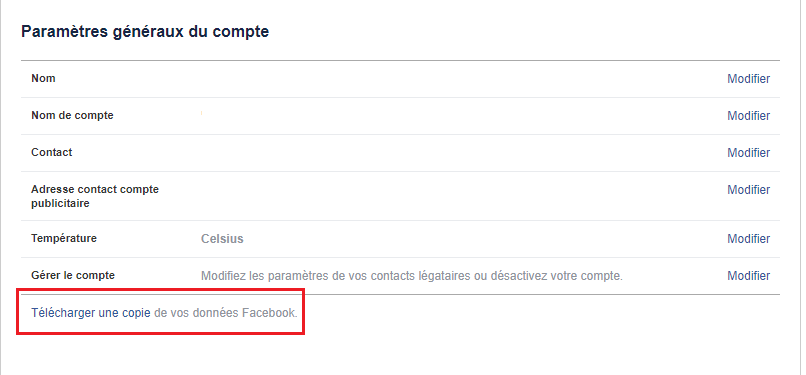 Paramètres généraux du compte
Nom Modifier
Nom de compte Modifier
Contact Modifier
Adresse contact compte
publicitaire Modifier
Température Celsius Modifier
Gérer le compte Modifiez les paramètres de vos contacts légataires ou désactivez votre compte. Modifier
Télécharger une copie de vos données Facebook.